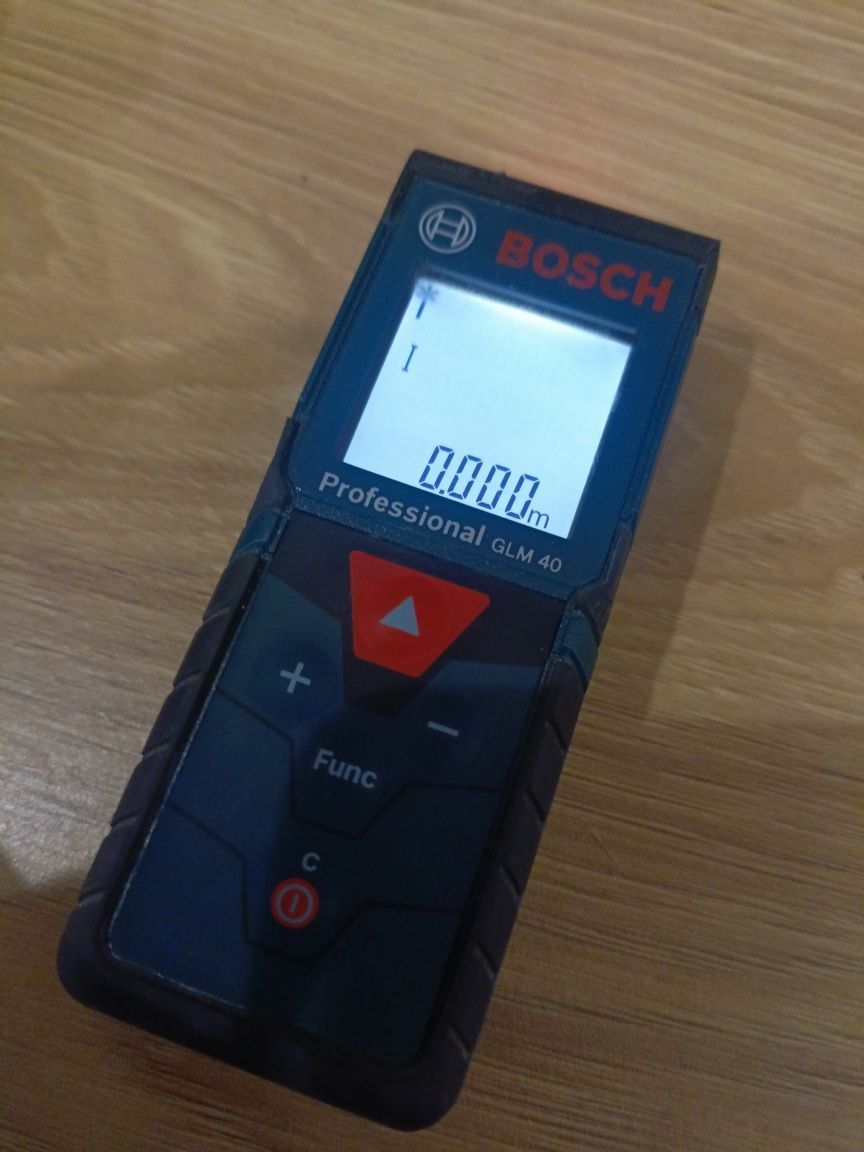 BOSCH
0.000m
Professional GLM 40
+
−
Func
C